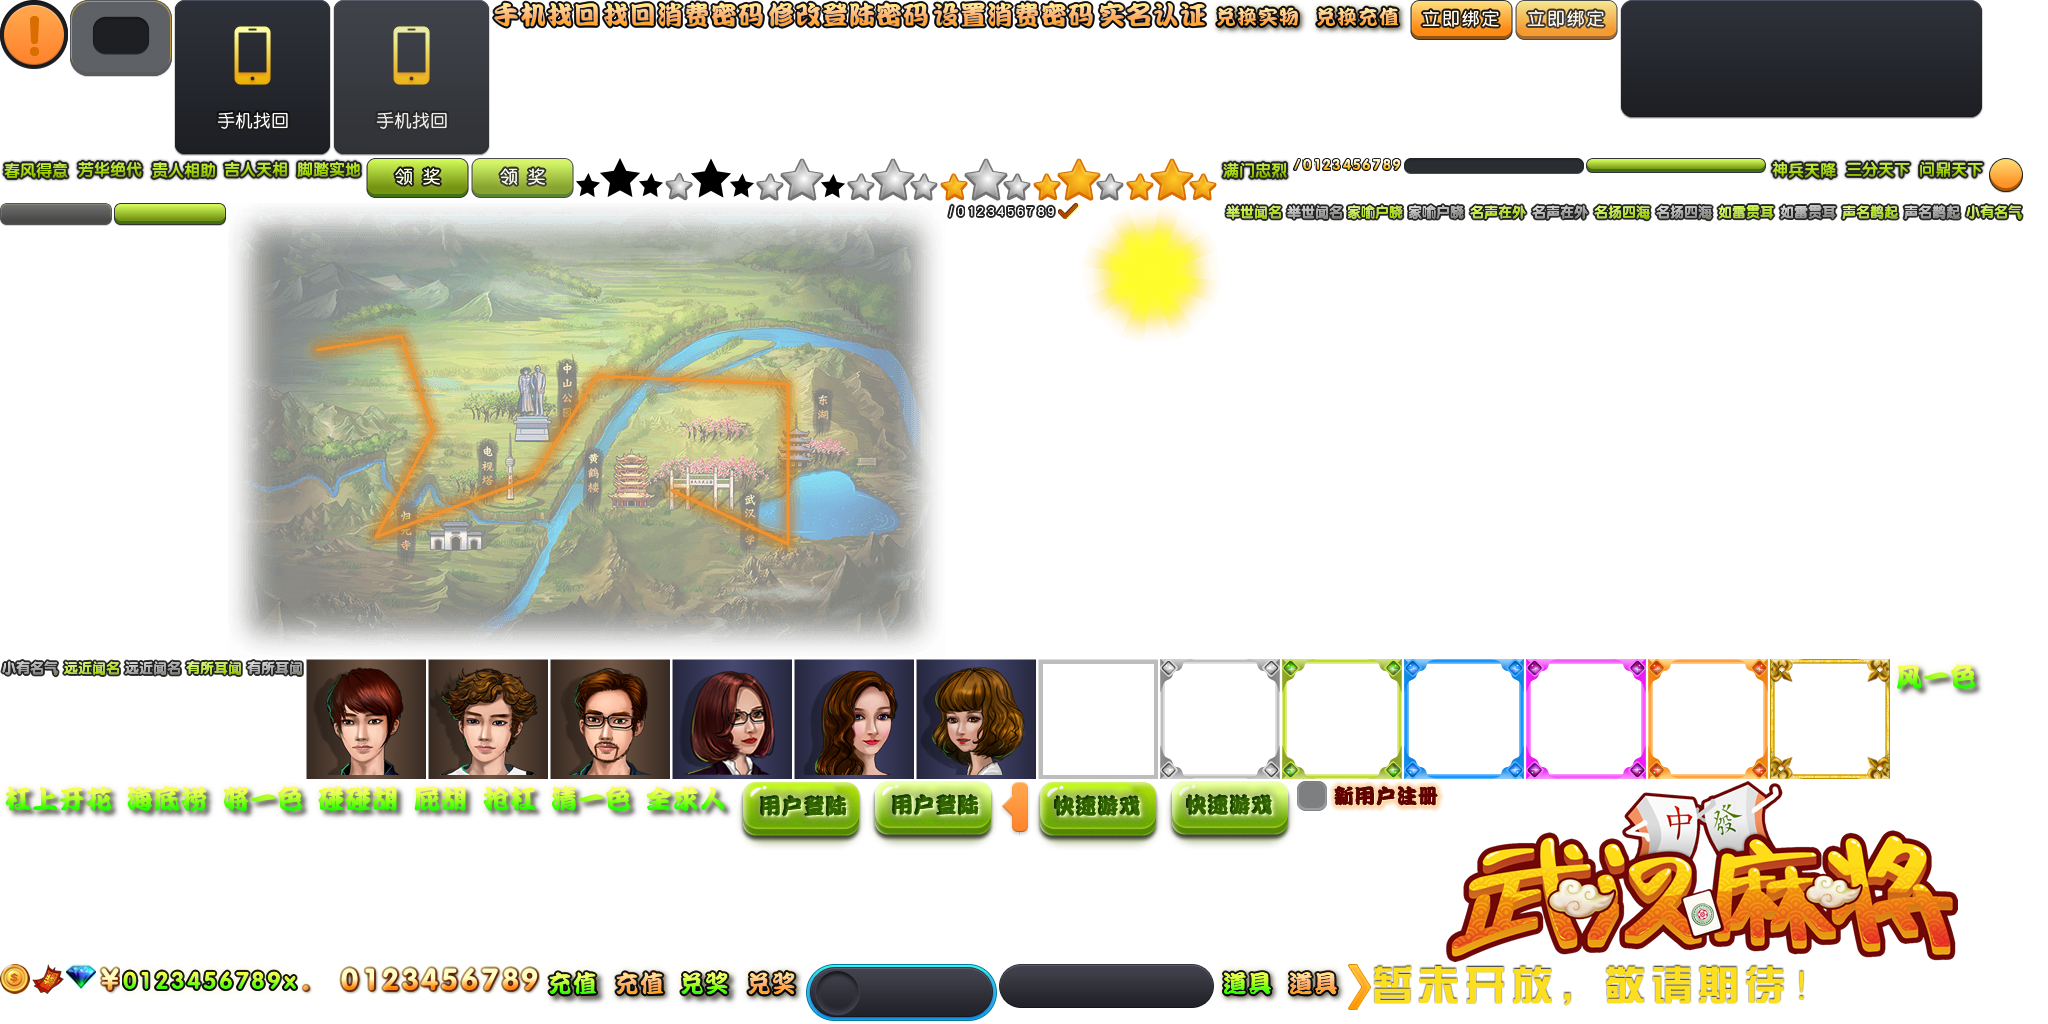 手机找回 找回消费密码 修改登陆密码 设置消费密码 实名认证 兑换实物 兑换充值 立即绑定 立即绑定
手机找回 手机找回
春风得意 芳华绝代 贵人相助 吉人天相 脚踏实地 领奖 领奖 满门忠烈 /0123456789 神兵天降 三分天下 问鼎天下
/0123456789 举世闻名 举世闻名 家喻户晓 家喻户晓 名声在外 名声在外 名扬四海 名扬四海 如雷贯耳 如雷贯耳 声名鹊起 声名鹊起 小有名气
中山公园
东湖
电视塔
黄鹤楼
武汉大学
归元寺
小有名气 远近闻名 远近闻名 有所耳闻 有所耳闻 风一色
杠上开花 海底捞 将一色 碰碰胡 屁胡 抢杠 清一色 全求人 用户登陆 用户登陆 快速游戏 快速游戏 新用户注册
中 發
武汉麻将
¥0123456789x. 0123456789 充值 充值 兑奖 兑奖 道具 道具 暂未开放，敬请期待！